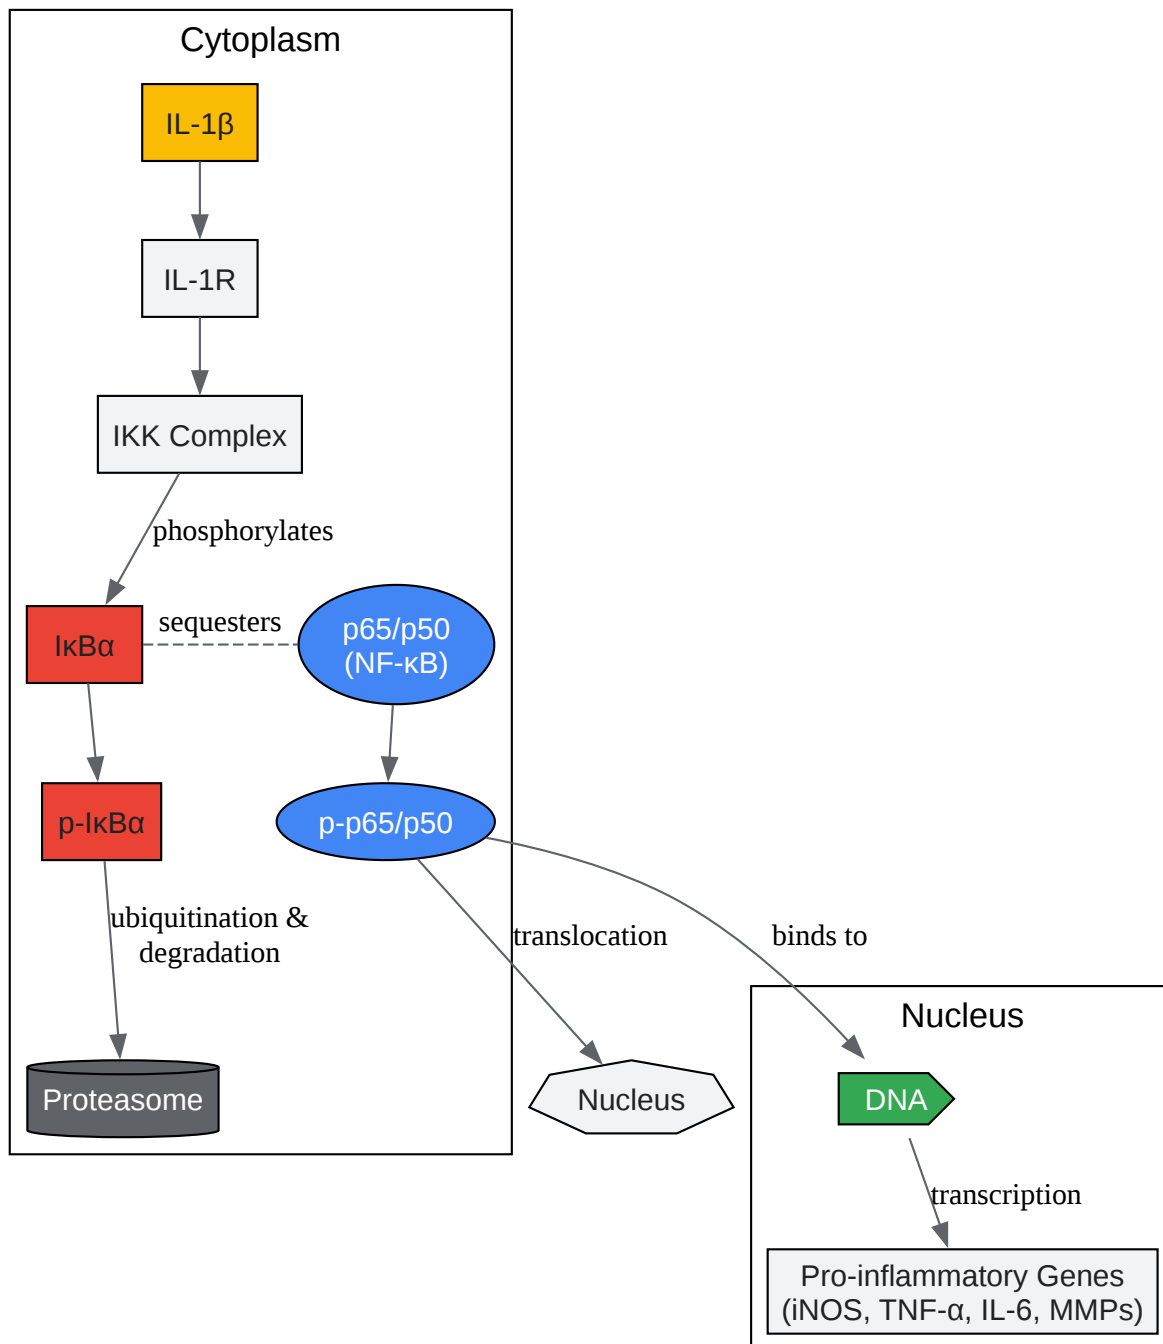 Cytoplasm
IL-1β
IL-1R
IKK Complex
phosphorylates
IκBα
sequesters
p65/p50
(NF-κB)
p-IκBα
p-p65/p50
ubiquitination &
degradation
translocation
binds to
Proteasome
Nucleus
Nucleus
DNA
transcription
Pro-inflammatory Genes
(iNOS, TNF-α, IL-6, MMPs)